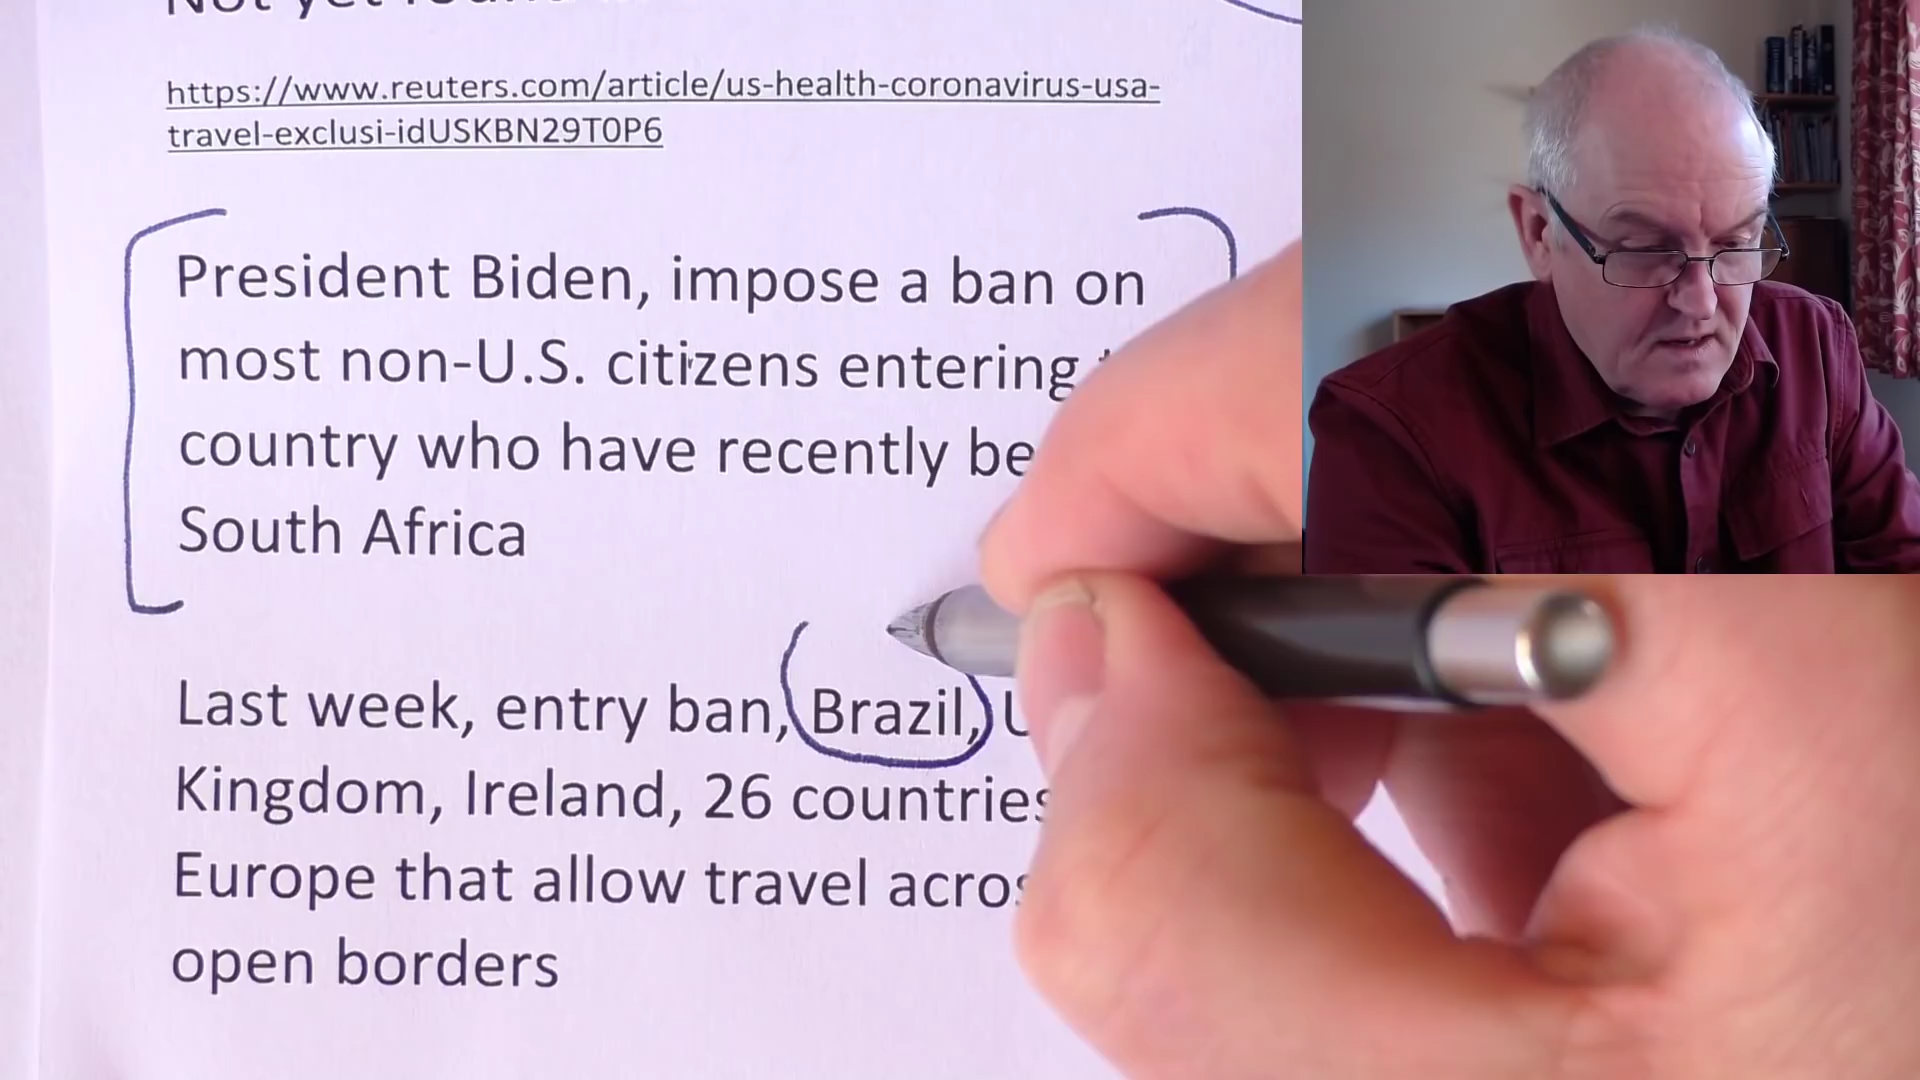 Not yet
https://www.reuters.com/article/us-health-coronavirus-usa-
travel-exclusi-idUSKBN29T0P6
President Biden, impose a ban on
most non-U.S. citizens entering
country who have recently
South Africa
Last week, entry ban, Brazil,
Kingdom, Ireland, 26 countries
Europe that allow travel
open borders